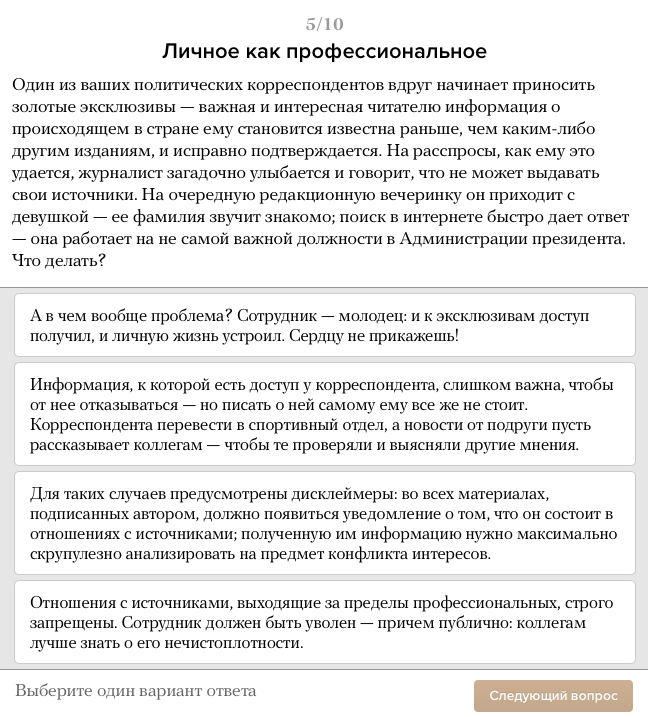 5/10
Личное как профессиональное
Один из ваших политических корреспондентов вдруг начинает приносить
золотые эксклюзивы — важная и интересная читателю информация о
происходящем в стране ему становится известна раньше, чем каким-либо
другим изданиям, и исправно подтверждается. На расспросы, как ему это
удается, журналист загадочно улыбается и говорит, что не может выдавать
свои источники. На очередную редакционную вечеринку он приходит с
девушкой — ее фамилия звучит знакомо; поиск в интернете быстро дает ответ
— она работает на не самой важной должности в Администрации президента.
Что делать?
А в чем вообще проблема? Сотрудник — молодец: и к эксклюзивам доступ
получил, и личную жизнь устроил. Сердцу не прикажешь!
Информация, к которой есть доступ у корреспондента, слишком важна, чтобы
от нее отказываться — но писать о ней самому ему все же не стоит.
Корреспондента перевести в спортивный отдел, а новости от подруги пусть
рассказывает коллегам — чтобы те проверяли и выясняли другие мнения.
Для таких случаев предусмотрены дисклеймеры: во всех материалах,
подписанных автором, должно появиться уведомление о том, что он состоит в
отношениях с источниками; полученную им информацию нужно максимально
скрупулезно анализировать на предмет конфликта интересов.
Отношения с источниками, выходящие за пределы профессиональных, строго
запрещены. Сотрудник должен быть уволен — причем публично: коллегам
лучше знать о его нечистоплотности.
Выберите один вариант ответа
Следующий вопрос